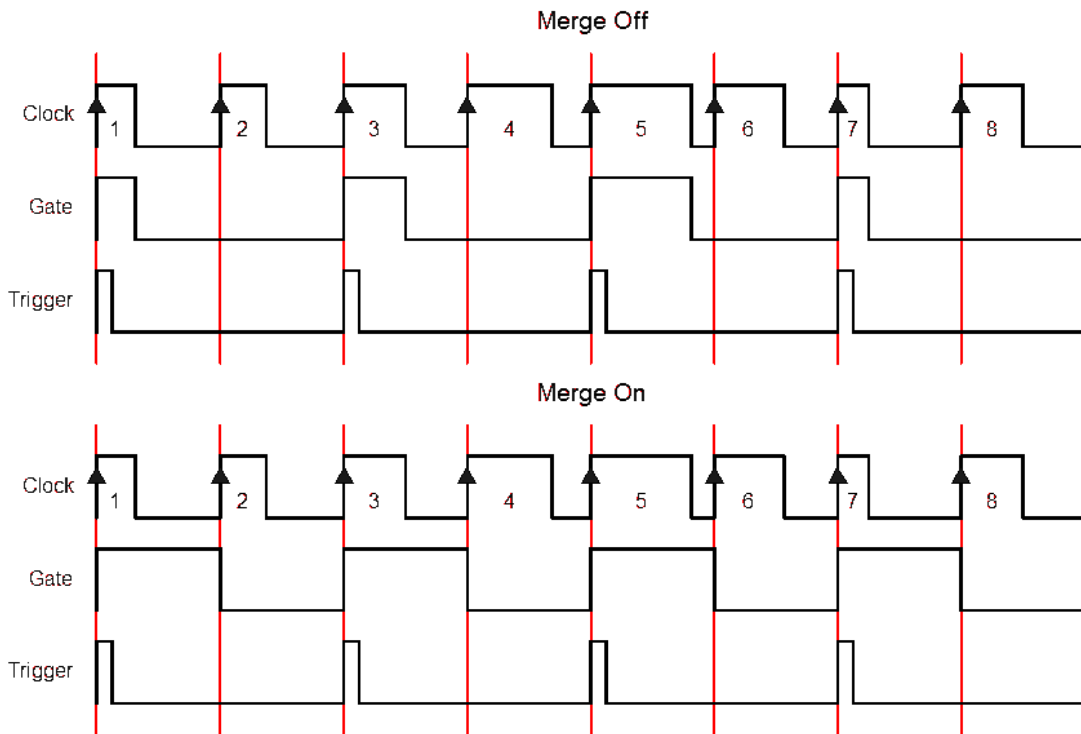 Merge Off
Clock
1 2 3 4 5 6 7 8
Gate
Trigger
Merge On
Clock
1 2 3 4 5 6 7 8
Gate
Trigger